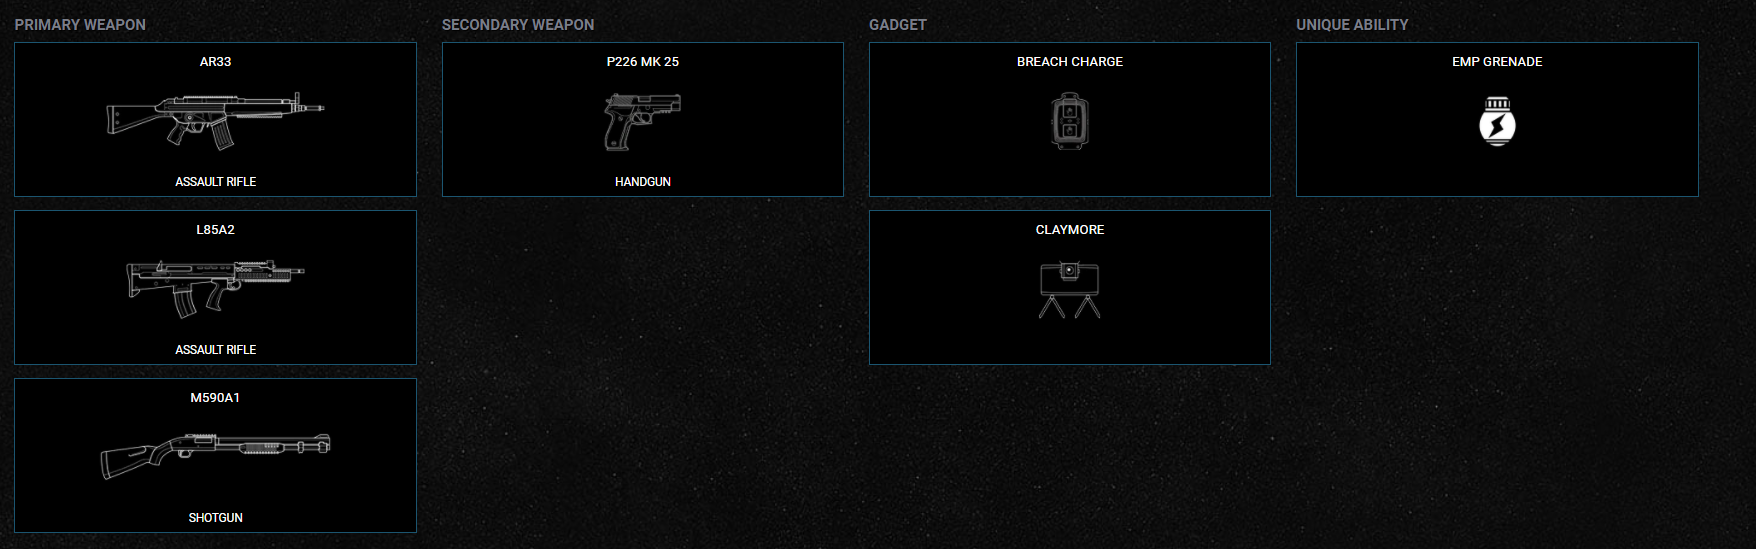 PRIMARY WEAPON
AR33
ASSAULT RIFLE
L85A2
ASSAULT RIFLE
M590A1
SHOTGUN
SECONDARY WEAPON
P226 MK 25
HANDGUN
GADGET
BREACH CHARGE
CLAYMORE
UNIQUE ABILITY
EMP GRENADE